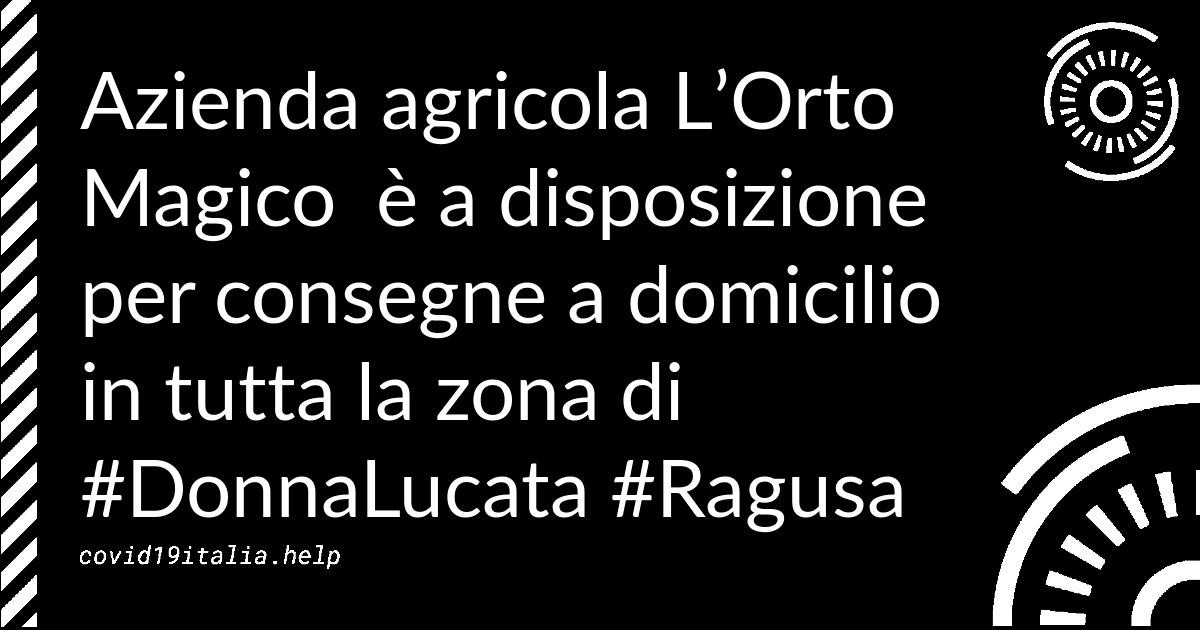 Azienda agricola L’Orto
Magico  è a disposizione
per consegne a domicilio
in tutta la zona di
#DonnaLucata #Ragusa
covid19italia.help